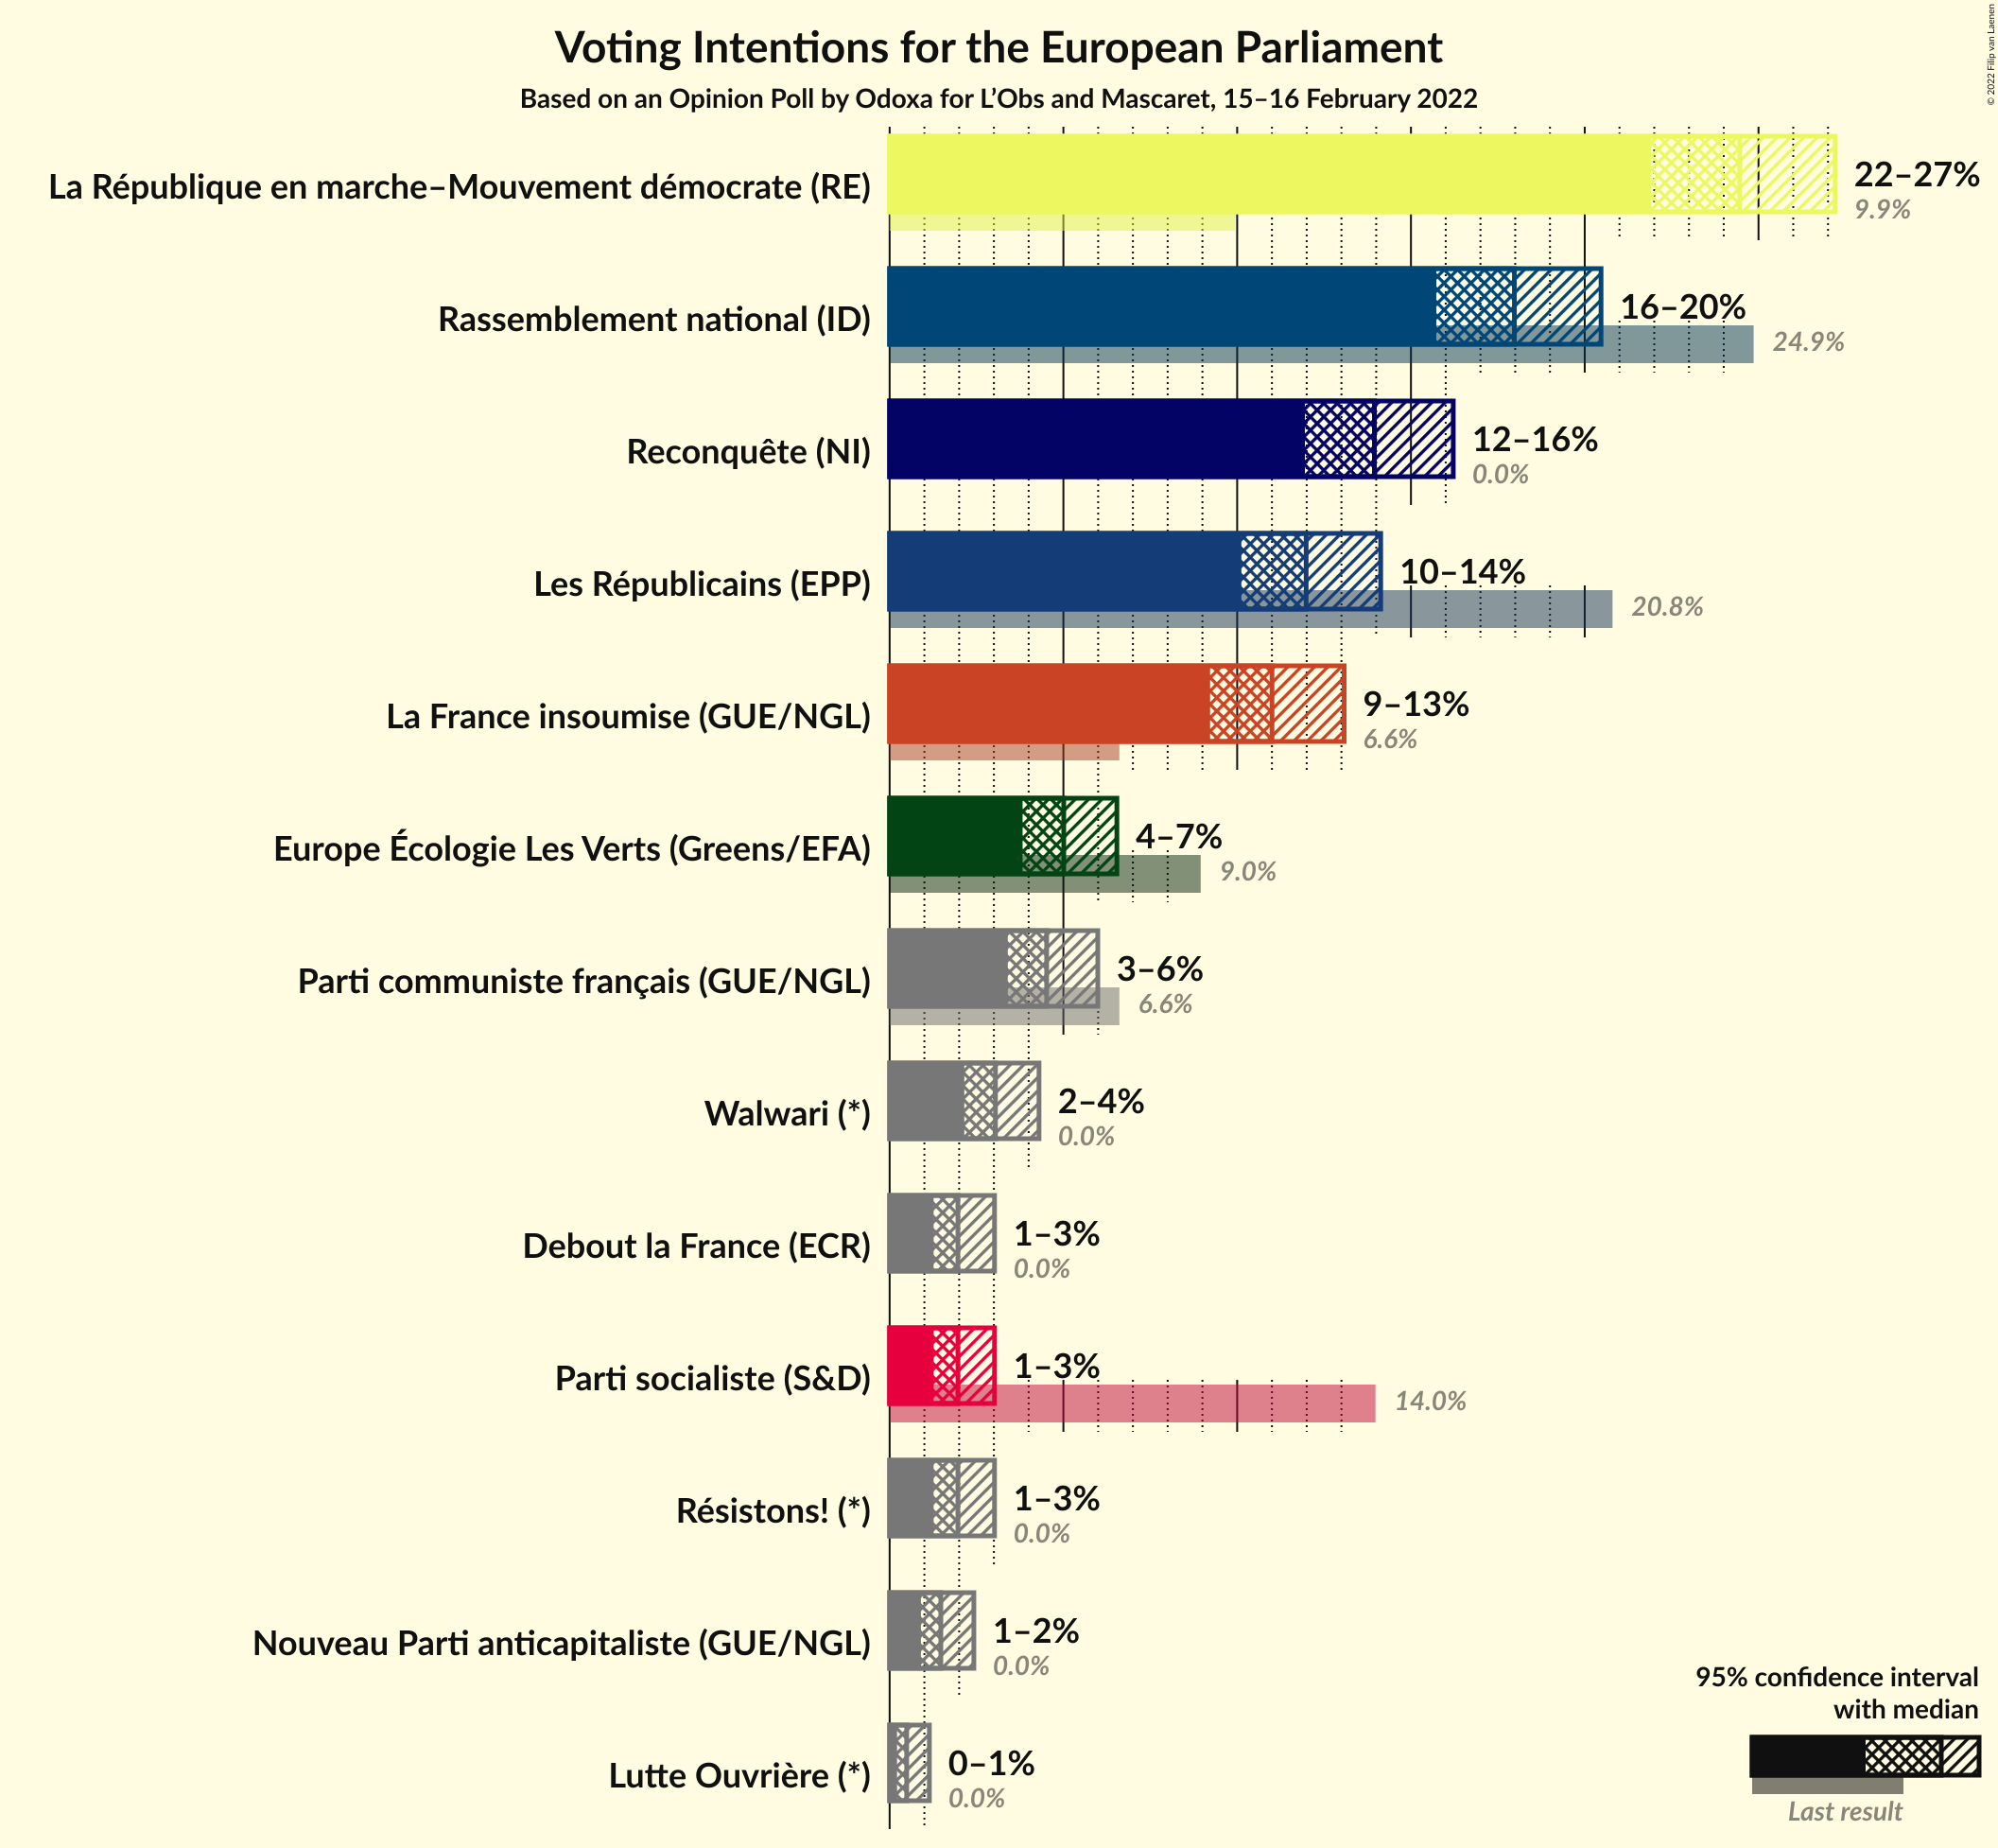 Voting Intentions for the European Parliament
Based on an Opinion Poll by Odoxa for L’Obs and Mascaret, 15–16 February 2022
© 2022 Filip van Laenen
La République en marche–Mouvement démocrate (RE)
22–27%
9.9%
Rassemblement national (ID)
16–20%
24.9%
Reconquête (NI)
12–16%
0.0%
Les Républicains (EPP)
10–14%
20.8%
La France insoumise (GUE/NGL)
9–13%
6.6%
Europe Écologie Les Verts (Greens/EFA)
4–7%
9.0%
Parti communiste français (GUE/NGL)
3–6%
6.6%
Walwari (*)
2–4%
0.0%
Debout la France (ECR)
1–3%
0.0%
Parti socialiste (S&D)
1–3%
14.0%
Résistons! (*)
1–3%
0.0%
Nouveau Parti anticapitaliste (GUE/NGL)
1–2%
0.0%
Lutte Ouvrière (*)
0–1%
0.0%
95% confidence interval
with median
Last result